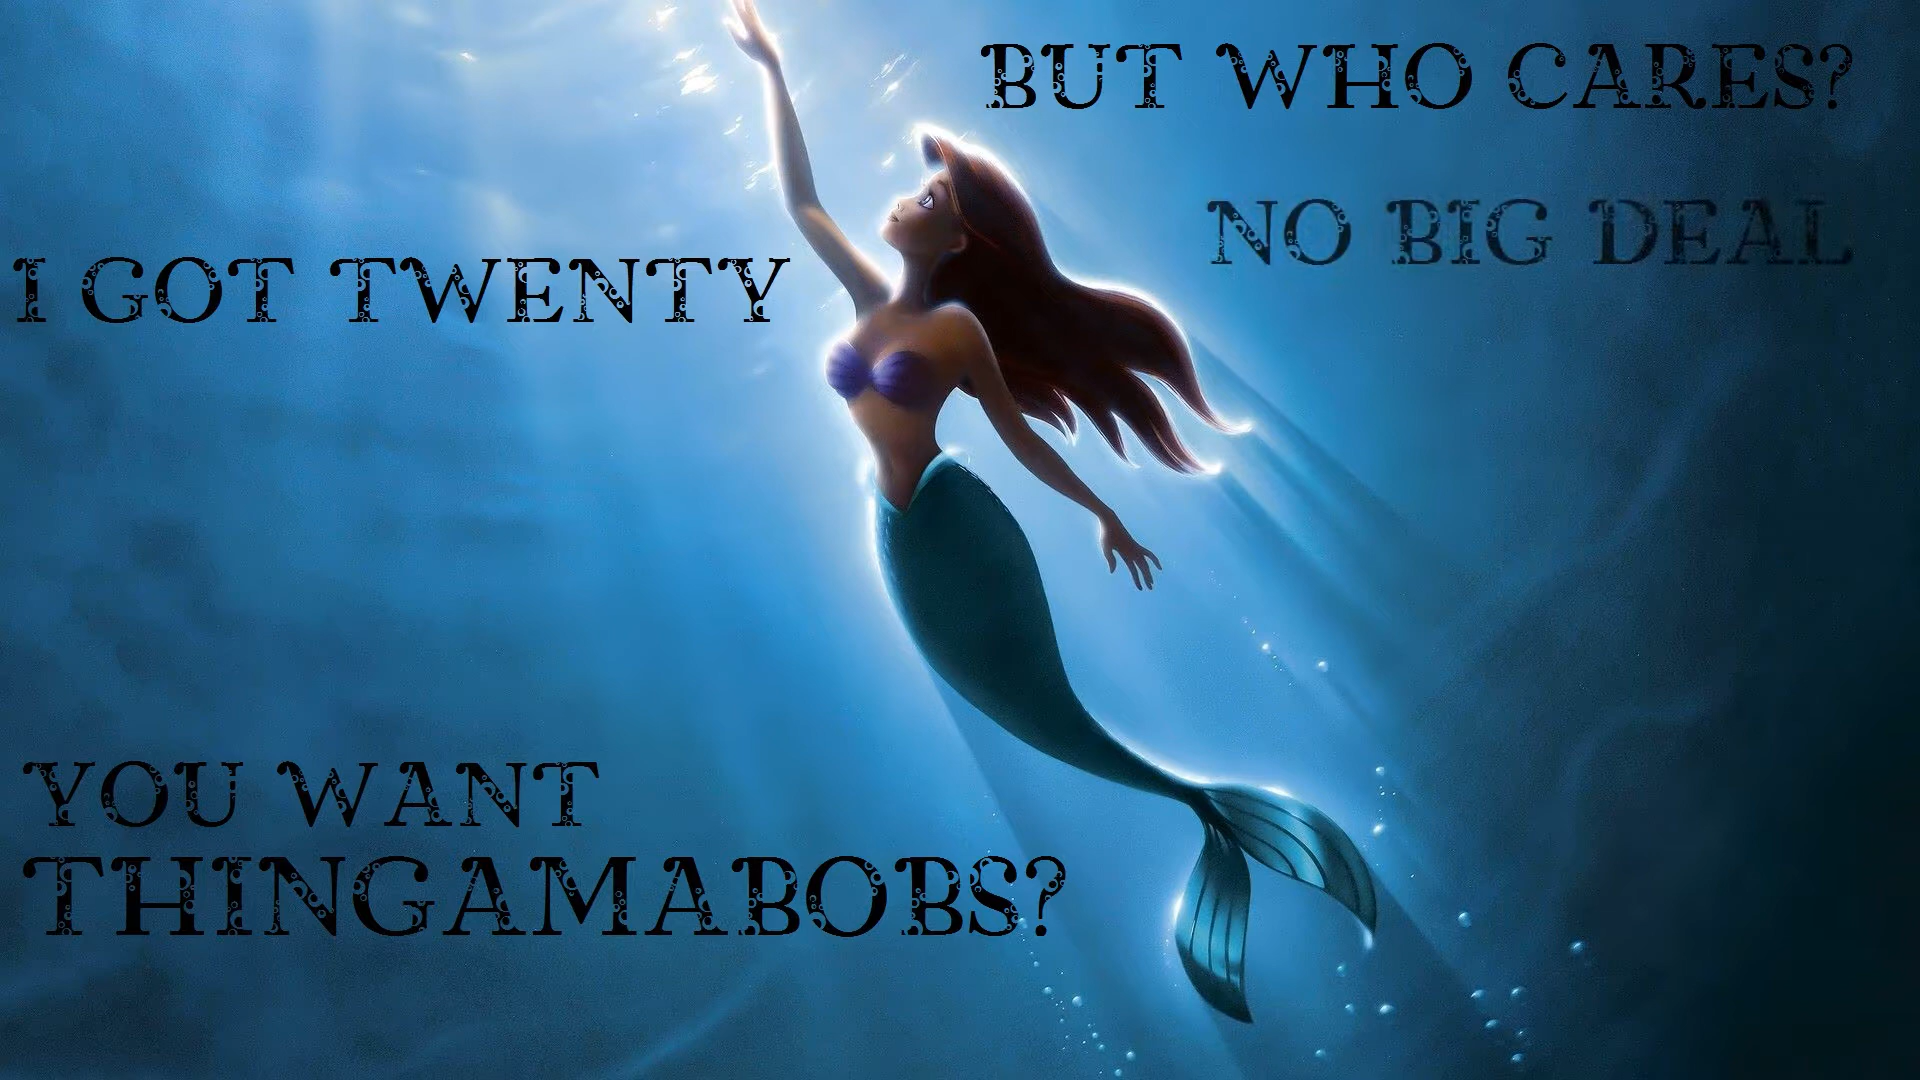 YOU WANT
THINGAMABOBS?
I GOT TWENTY
BUT WHO CARES?
NO BIG DEAL